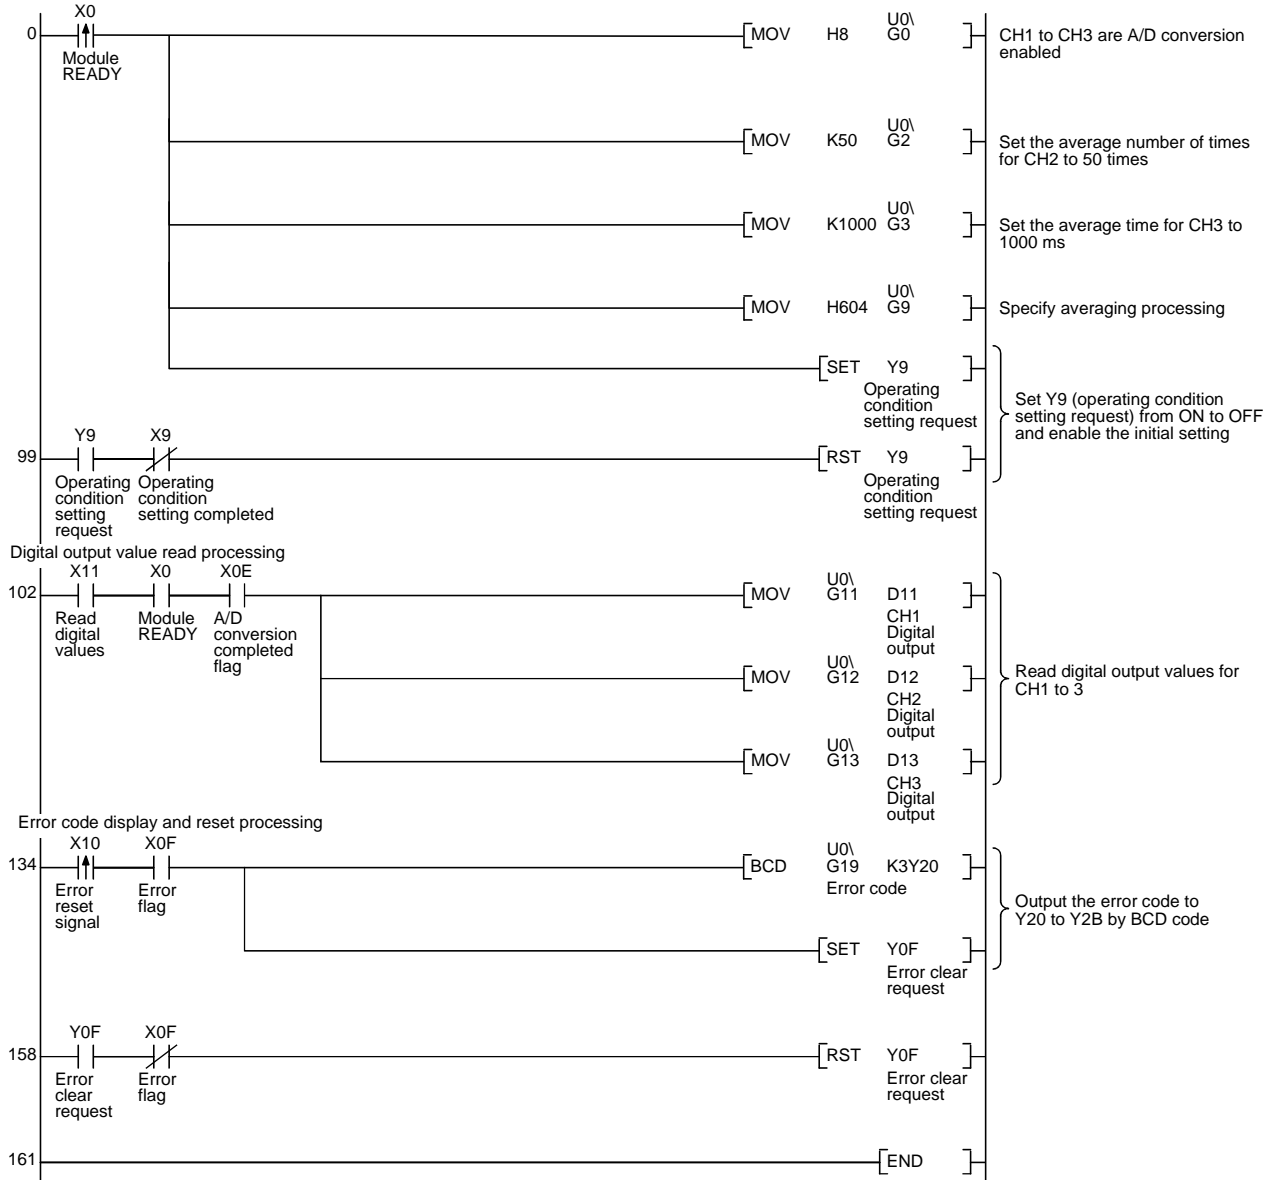 X0
0
Module
READY
MOV H8 U0\
G0
CH1 to CH3 are A/D conversion
enabled
MOV K50 U0\
G2
Set the average number of times
for CH2 to 50 times
MOV K1000 U0\
G3
Set the average time for CH3 to
1000 ms
MOV H604 U0\
G9
Specify averaging processing
SET Y9
Operating
condition
setting request
Set Y9 (operating condition
setting request) from ON to OFF
and enable the initial setting
Y9 X9
99
Operating
condition
setting
request
Operating
condition
setting completed
RST Y9
Operating
condition
setting request
Digital output value read processing
X11 X0 X0E
102
Read
digital
values
Module
READY
A/D
conversion
completed
flag
MOV U0\
G11 D11
CH1
Digital
output
MOV U0\
G12 D12
CH2
Digital
output
Read digital output values for
CH1 to 3
MOV U0\
G13 D13
CH3
Digital
output
Error code display and reset processing
X10 X0F
134
Error
reset
signal
Error
flag
BCD U0\
G19 K3Y20
Error code
Output the error code to
Y20 to Y2B by BCD code
SET Y0F
Error clear
request
Y0F X0F
158
Error
clear
request
Error
flag
RST Y0F
Error clear
request
161
END